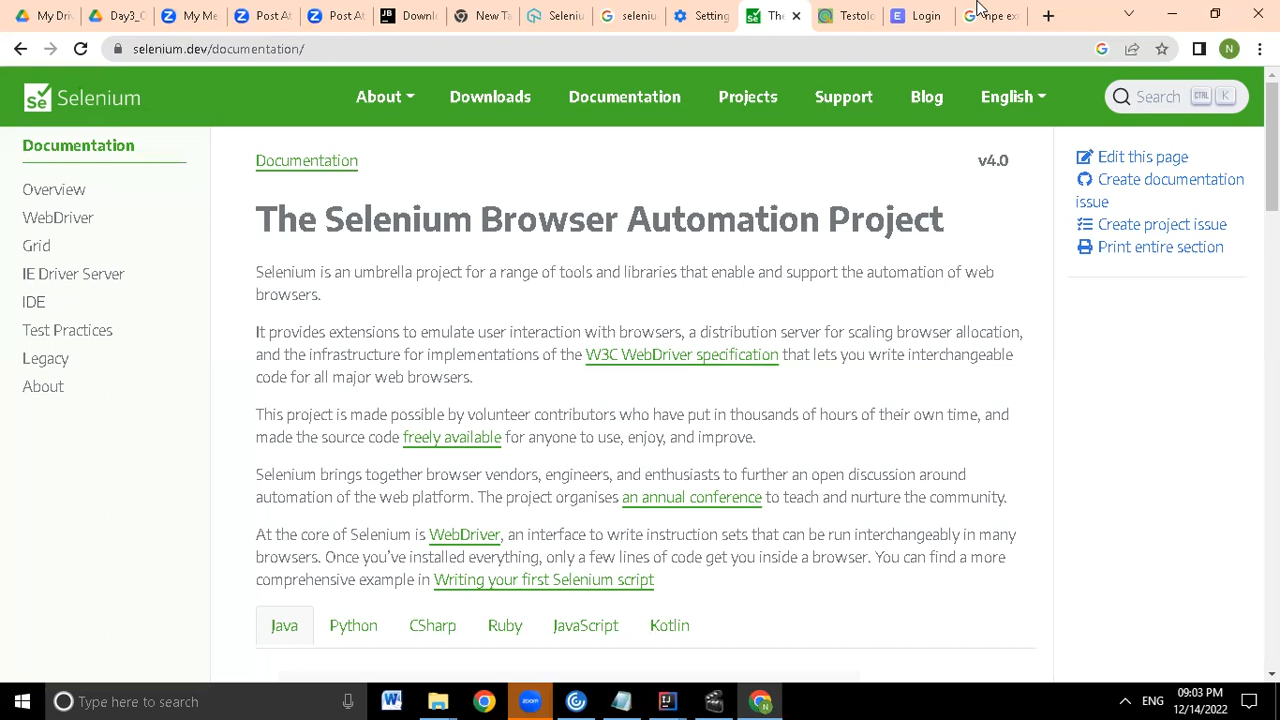 My Dri
Day3_C
My Me
Post At
Post At
Downl
New Ta
Seleniu
seleniu
Setting
The
Testolo
Login
npe ex
selenium.dev/documentation/
N
Se Selenium
About
Downloads
Documentation
Projects
Support
Blog
English
Search CTRL K
Documentation
Overview
WebDriver
Grid
IE Driver Server
IDE
Test Practices
Legacy
About
Documentation
v4.0
The Selenium Browser Automation Project
Selenium is an umbrella project for a range of tools and libraries that enable and support the automation of web
browsers.
It provides extensions to emulate user interaction with browsers, a distribution server for scaling browser allocation,
and the infrastructure for implementations of the W3C WebDriver specification that lets you write interchangeable
code for all major web browsers.
This project is made possible by volunteer contributors who have put in thousands of hours of their own time, and
made the source code freely available for anyone to use, enjoy, and improve.
Selenium brings together browser vendors, engineers, and enthusiasts to further an open discussion around
automation of the web platform. The project organises an annual conference to teach and nurture the community.
At the core of Selenium is WebDriver, an interface to write instruction sets that can be run interchangeably in many
browsers. Once you've installed everything, only a few lines of code get you inside a browser. You can find a more
comprehensive example in Writing your first Selenium script
Java
Python
CSharp
Ruby
JavaScript
Kotlin
Edit this page
Create documentation
issue
Create project issue
Print entire section
Type here to search
zoom
ENG
09:03 PM
12/14/2022